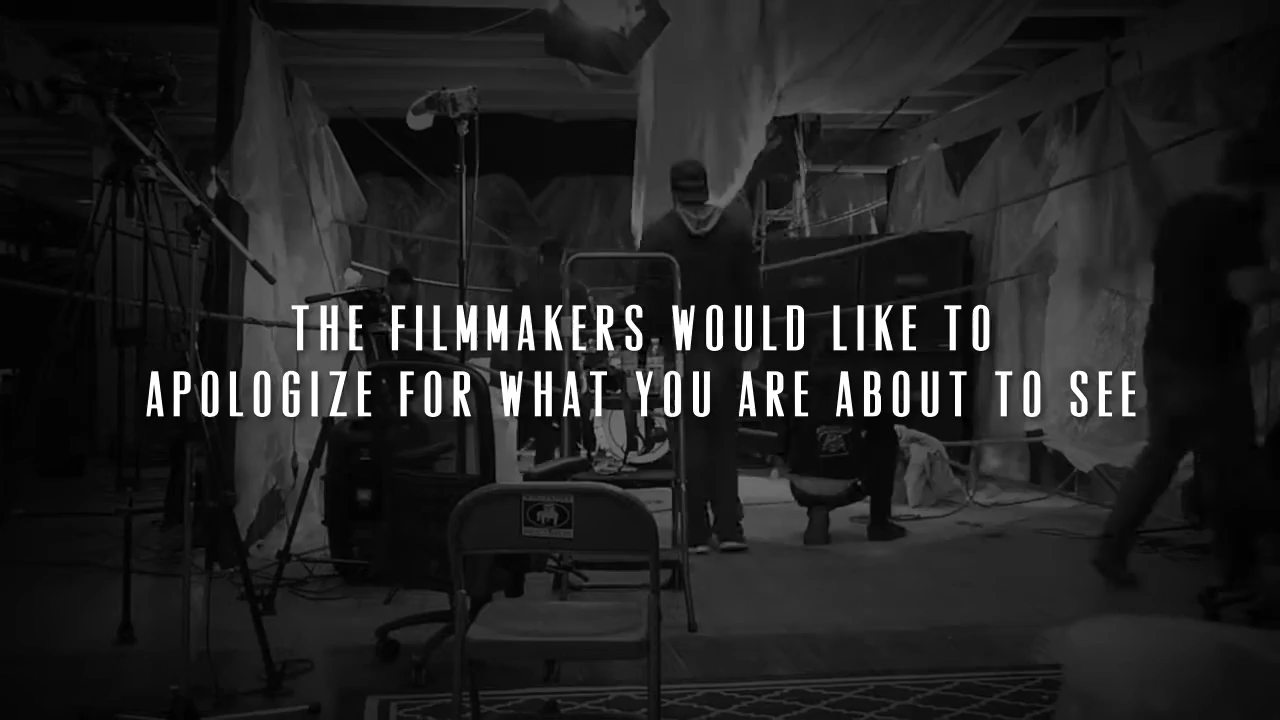 THE FILMMAKERS WOULD LIKE TO
APOLOGIZE FOR WHAT YOU ARE ABOUT TO SEE